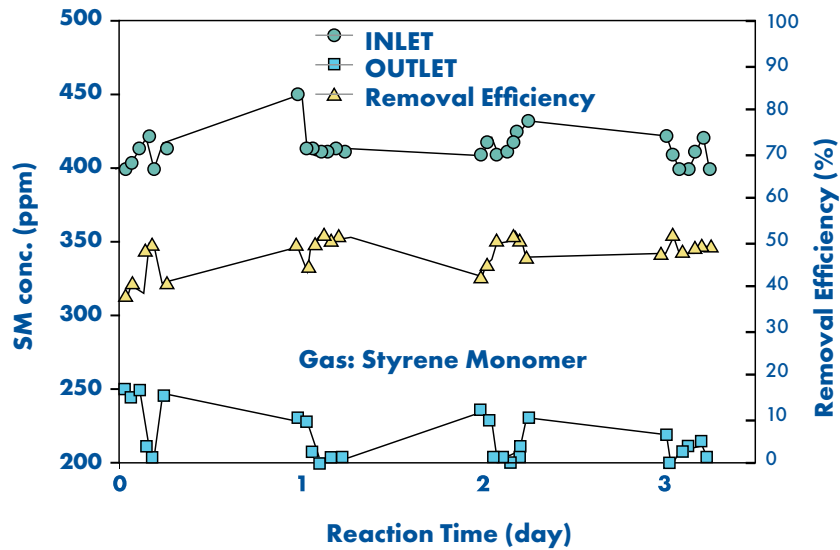 500
450
400
350
300
250
200
SM conc. (ppm)
INLET
OUTLET
Removal Efficiency
Gas: Styrene Monomer
100
90
80
70
60
50
40
30
20
10
0
Removal Efficiency (%)
0 1 2 3
Reaction Time (day)